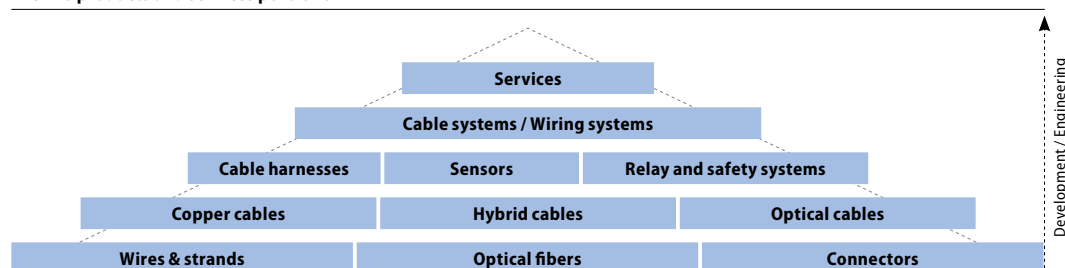 Services
Cable systems / Wiring systems
Cable harnesses Sensors Relay and safety systems
Copper cables Hybrid cables Optical cables
Wires & strands Optical fibers Connectors
Development / Engineering